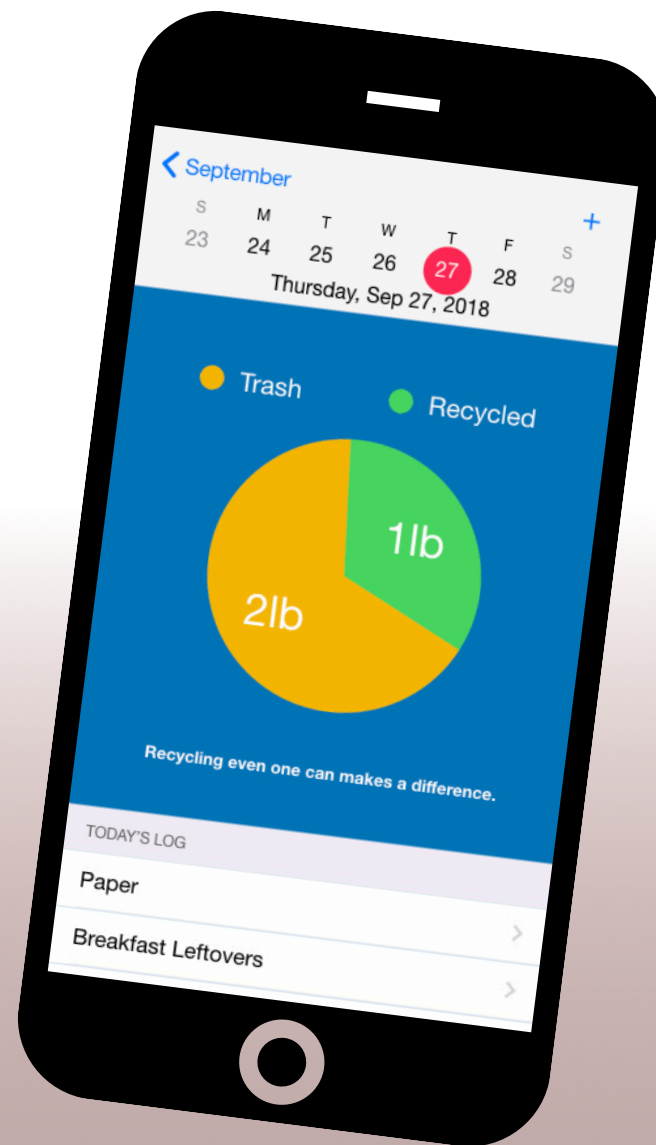 September
+
S M T W T F S
23 24 25 26 27 28 29
Thursday, Sep 27, 2018
Trash Recycled
1lb
2lb
Recycling even one can makes a difference.
TODAY'S LOG
Paper
Breakfast Leftovers